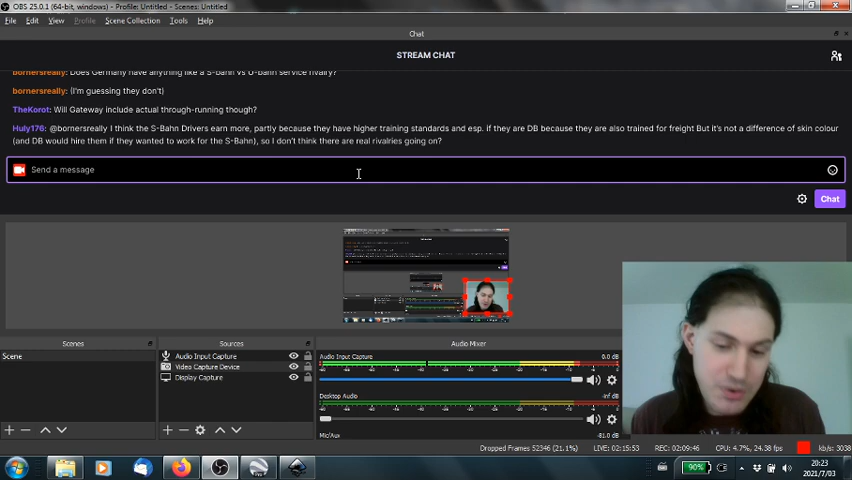 OBS 25.0.1 (64-bit, windows) - Profile: Untitled - Scenes: Untitled
File Edit View Profile Scene Collection Tools Help
Chat
STREAM CHAT
bornersreally: Does Germany have anything like a S-bahn vs U-bahn service rivalry?
bornersreally: (I'm guessing they don't)
TheKorot: Will Gateway include actual through-running though?
Huly176: @bornersreally I think the S-Bahn Drivers earn more, partly because they have higher training standards and esp. if they are DB because they are also trained for freight But it's not a difference of skin colour
(and DB would hire them if they wanted to work for the S-Bahn), so I don't think there are real rivalries going on?
Send a message
Chat
Scenes Sources Audio Mixer
Scene
Audio Input Capture
Video Capture Device
Display Capture
Audio Input Capture 0.0 dB
Desktop Audio -inf dB
Mic/Aux -81.0 dB
Dropped Frames 52346 (21.1%) LIVE: 02:15:53 REC: 02:09:46 CPU: 4.7%, 24.38 fps kb/s: 3038
90%
20:23
2021/7/03